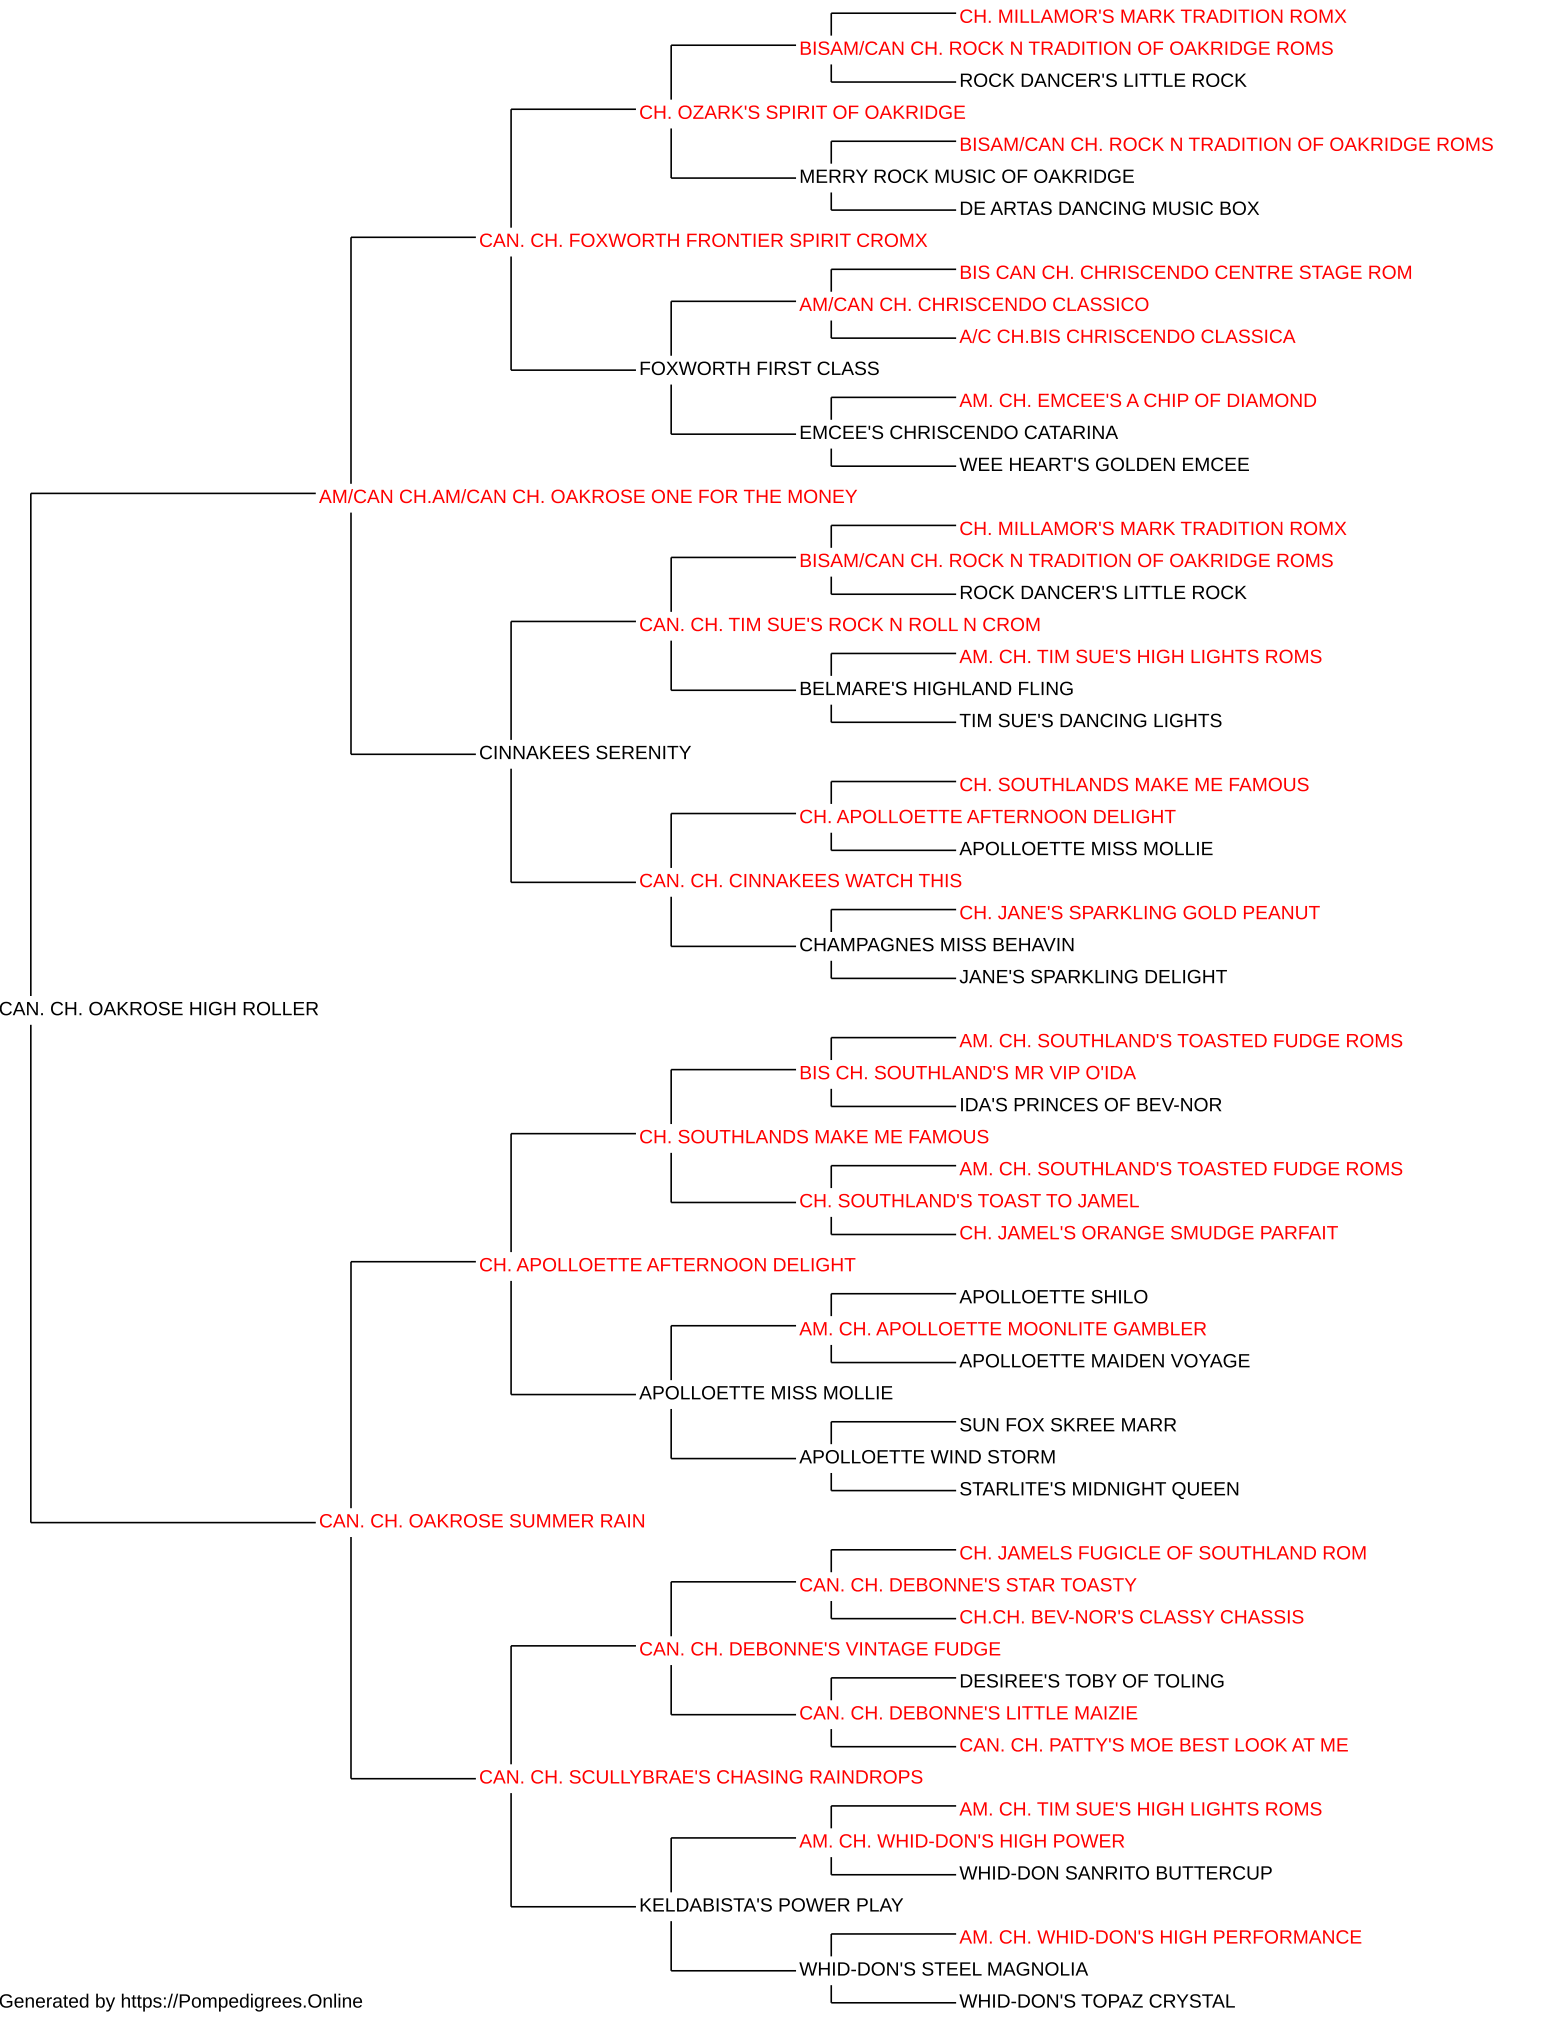 CH. MILLAMOR'S MARK TRADITION ROMX
BISAM/CAN CH. ROCK N TRADITION OF OAKRIDGE ROMS
ROCK DANCER'S LITTLE ROCK
CH. OZARK'S SPIRIT OF OAKRIDGE
BISAM/CAN CH. ROCK N TRADITION OF OAKRIDGE ROMS
MERRY ROCK MUSIC OF OAKRIDGE
DE ARTAS DANCING MUSIC BOX
CAN. CH. FOXWORTH FRONTIER SPIRIT CROMX
BIS CAN CH. CHRISCENDO CENTRE STAGE ROM
AM/CAN CH. CHRISCENDO CLASSICO
A/C CH.BIS CHRISCENDO CLASSICA
FOXWORTH FIRST CLASS
AM. CH. EMCEE'S A CHIP OF DIAMOND
EMCEE'S CHRISCENDO CATARINA
WEE HEART'S GOLDEN EMCEE
AM/CAN CH.AM/CAN CH. OAKROSE ONE FOR THE MONEY
CH. MILLAMOR'S MARK TRADITION ROMX
BISAM/CAN CH. ROCK N TRADITION OF OAKRIDGE ROMS
ROCK DANCER'S LITTLE ROCK
CAN. CH. TIM SUE'S ROCK N ROLL N CROM
AM. CH. TIM SUE'S HIGH LIGHTS ROMS
BELMARE'S HIGHLAND FLING
TIM SUE'S DANCING LIGHTS
CINNAKEES SERENITY
CH. SOUTHLANDS MAKE ME FAMOUS
CH. APOLLOETTE AFTERNOON DELIGHT
APOLLOETTE MISS MOLLIE
CAN. CH. CINNAKEES WATCH THIS
CH. JANE'S SPARKLING GOLD PEANUT
CHAMPAGNES MISS BEHAVIN
JANE'S SPARKLING DELIGHT
CAN. CH. OAKROSE HIGH ROLLER
AM. CH. SOUTHLAND'S TOASTED FUDGE ROMS
BIS CH. SOUTHLAND'S MR VIP O'IDA
IDA'S PRINCES OF BEV-NOR
CH. SOUTHLANDS MAKE ME FAMOUS
AM. CH. SOUTHLAND'S TOASTED FUDGE ROMS
CH. SOUTHLAND'S TOAST TO JAMEL
CH. JAMEL'S ORANGE SMUDGE PARFAIT
CH. APOLLOETTE AFTERNOON DELIGHT
APOLLOETTE SHILO
AM. CH. APOLLOETTE MOONLITE GAMBLER
APOLLOETTE MAIDEN VOYAGE
APOLLOETTE MISS MOLLIE
SUN FOX SKREE MARR
APOLLOETTE WIND STORM
STARLITE'S MIDNIGHT QUEEN
CAN. CH. OAKROSE SUMMER RAIN
CH. JAMELS FUGICLE OF SOUTHLAND ROM
CAN. CH. DEBONNE'S STAR TOASTY
CH.CH. BEV-NOR'S CLASSY CHASSIS
CAN. CH. DEBONNE'S VINTAGE FUDGE
DESIREE'S TOBY OF TOLING
CAN. CH. DEBONNE'S LITTLE MAIZIE
CAN. CH. PATTY'S MOE BEST LOOK AT ME
CAN. CH. SCULLYBRAE'S CHASING RAINDROPS
AM. CH. TIM SUE'S HIGH LIGHTS ROMS
AM. CH. WHID-DON'S HIGH POWER
WHID-DON SANRITO BUTTERCUP
KELDABISTA'S POWER PLAY
AM. CH. WHID-DON'S HIGH PERFORMANCE
WHID-DON'S STEEL MAGNOLIA
WHID-DON'S TOPAZ CRYSTAL
Generated by https://Pompedigrees.Online